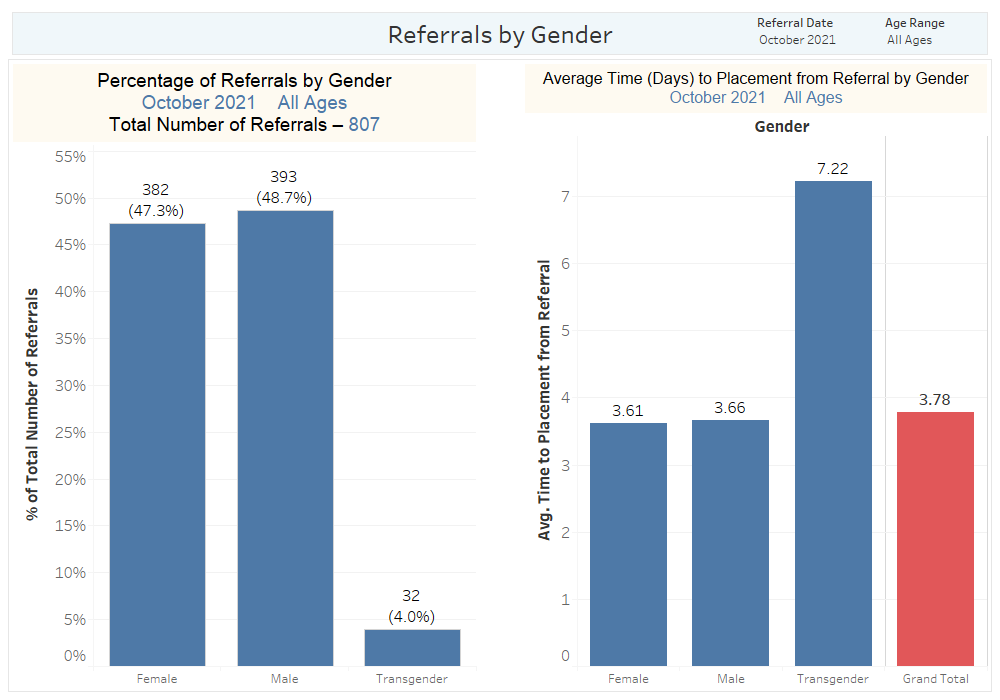 Referrals by Gender
Referral Date
October 2021
Age Range
All Ages
Percentage of Referrals by Gender
October 2021 All Ages
Total Number of Referrals – 807
% of Total Number of Referrals
55%
50%
45%
40%
35%
30%
25%
20%
15%
10%
5%
0%
382
(47.3%)
393
(48.7%)
32
(4.0%)
Female
Male
Transgender
Average Time (Days) to Placement from Referral by Gender
October 2021 All Ages
Gender
Avg. Time to Placement from Referral
7
6
5
4
3
2
1
0
3.61
3.66
7.22
3.78
Female
Male
Transgender
Grand Total